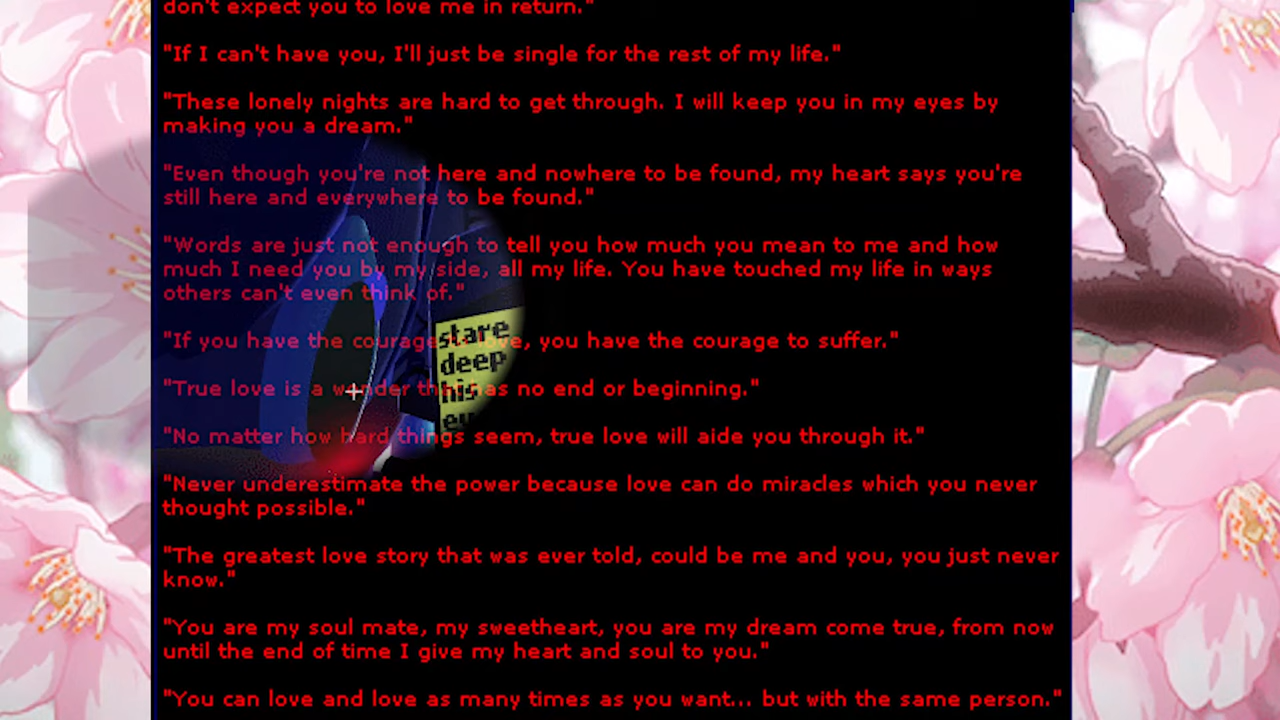 don't expect you to love me in return."
"If I can't have you, I'll just be single for the rest of my life."
"These lonely nights are hard to get through. I will keep you in my eyes by
making you a dream."
"Even though you're not here and nowhere to be found, my heart says you're
still here and everywhere to be found."
"Words are just not enough to tell you how much you mean to me and how
much I need you by my side, all my life. You have touched my life in ways
others can't even think of."
"If you have the courage to love, you have the courage to suffer."
"True love is a wonder that has no end or beginning."
"No matter how hard things seem, true love will aide you through it."
"Never underestimate the power because love can do miracles which you never
thought possible."
"The greatest love story that was ever told, could be me and you, you just never
know."
"You are my soul mate, my sweetheart, you are my dream come true, from now
until the end of time I give my heart and soul to you."
"You can love and love as many times as you want... but with the same person."
stare
deep
his